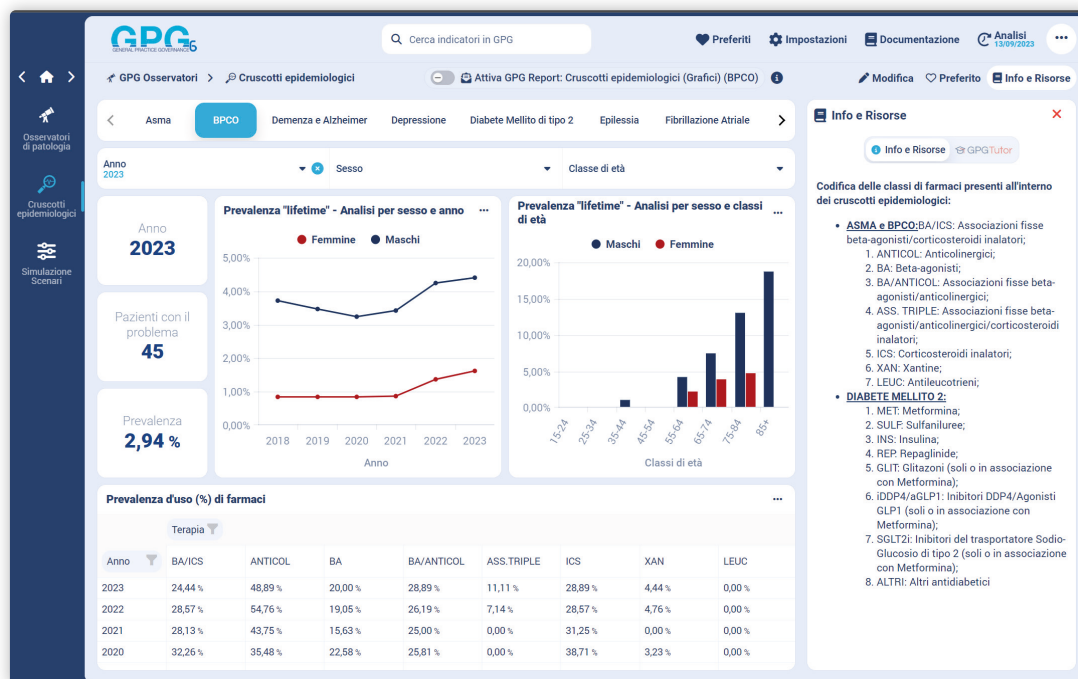 GPG6
GENERAL PRACTICE GOVERNANCE
Cerca indicatori in GPG
Preferiti
Impostazioni
Documentazione
Analisi
13/09/2023
GPG Osservatori
Cruscotti epidemiologici
Attiva GPG Report: Cruscotti epidemiologici (Grafici) (BPCO)
Modifica
Preferito
Info e Risorse
Osservatori
di patologia
Cruscotti
epidemiologici
Simulazione
Scenari
Asma
BPCO
Demenza e Alzheimer
Depressione
Diabete Mellito di tipo 2
Epilessia
Fibrillazione Atriale
Anno
2023
Sesso
Classe di età
Anno
2023
Pazienti con il
problema
45
Prevalenza
2,94 %
Prevalenza "lifetime" - Analisi per sesso e anno
Femmine Maschi
5,00%
4,00%
3,00%
2,00%
1,00%
0,00%
2018 2019 2020 2021 2022 2023
Anno
Prevalenza "lifetime" - Analisi per sesso e classi
di età
Maschi Femmine
20,00%
15,00%
10,00%
5,00%
0,00%
15-24 25-34 35-44 45-54 55-64 65-74 75-84 85+
Classi di età
Prevalenza d'uso (%) di farmaci
Terapia
Anno BA/ICS ANTICOL BA BA/ANTICOL ASS.TRIPLE ICS XAN LEUC
2023 24,44 % 48,89 % 20,00 % 28,89 % 11,11 % 28,89 % 4,44 % 0,00 %
2022 28,57 % 54,76 % 19,05 % 26,19 % 7,14 % 28,57 % 4,76 % 0,00 %
2021 28,13 % 43,75 % 15,63 % 25,00 % 0,00 % 31,25 % 0,00 % 0,00 %
2020 32,26 % 35,48 % 22,58 % 25,81 % 0,00 % 38,71 % 3,23 % 0,00 %
Info e Risorse
Info e Risorse
GPGTutor
Codifica delle classi di farmaci presenti all'interno
dei cruscotti epidemiologici:
• ASMA e BPCO:BA/ICS: Associazioni fisse
beta-agonisti/corticosteroidi inalatori;
1. ANTICOL: Anticolinergici;
2. BA: Beta-agonisti;
3. BA/ANTICOL: Associazioni fisse beta-
agonisti/anticolinergici;
4. ASS. TRIPLE: Associazioni fisse beta-
agonisti/anticolinergici/corticosteroidi
inalatori;
5. ICS: Corticosteroidi inalatori;
6. XAN: Xantine;
7. LEUC: Antileucotrieni;
• DIABETE MELLITO 2:
1. MET: Metformina;
2. SULF: Sulfaniluree;
3. INS: Insulina;
4. REP. Repaglinide;
5. GLIT: Glitazoni (soli o in associazione
con Metformina);
6. iDDP4/aGLP1: Inibitori DDP4/Agonisti
GLP1 (soli o in associazione con
Metformina);
7. SGLT2i: Inibitori del trasportatore Sodio-
Glucosio di tipo 2 (soli o in associazione
con Metformina);
8. ALTRI: Altri antidiabetici